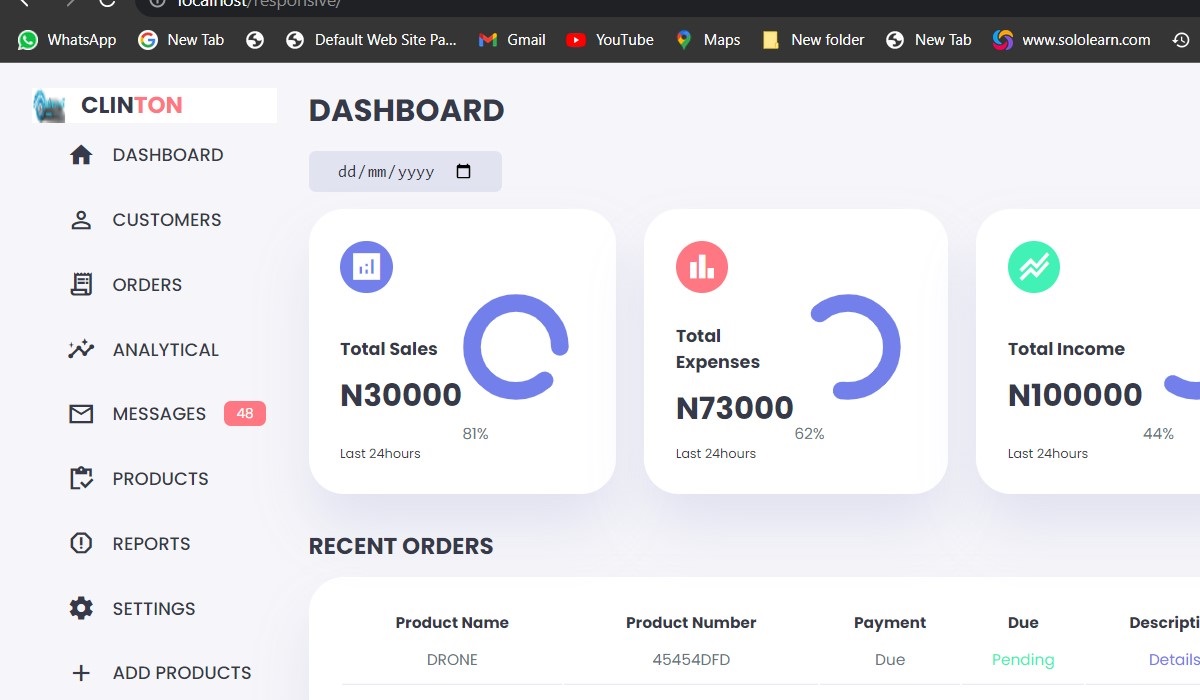 localhost/responsive/
WhatsApp
New Tab
Default Web Site Pa...
Gmail
YouTube
Maps
New folder
New Tab
www.sololearn.com
CLINTON
DASHBOARD
CUSTOMERS
ORDERS
ANALYTICAL
MESSAGES 48
PRODUCTS
REPORTS
SETTINGS
ADD PRODUCTS
DASHBOARD
dd/mm/yyyy
Total Sales
N30000
81%
Last 24hours
Total
Expenses
N73000
62%
Last 24hours
Total Income
N100000
44%
Last 24hours
RECENT ORDERS
Product Name Product Number Payment Due Descripti
DRONE 45454DFD Due Pending Details